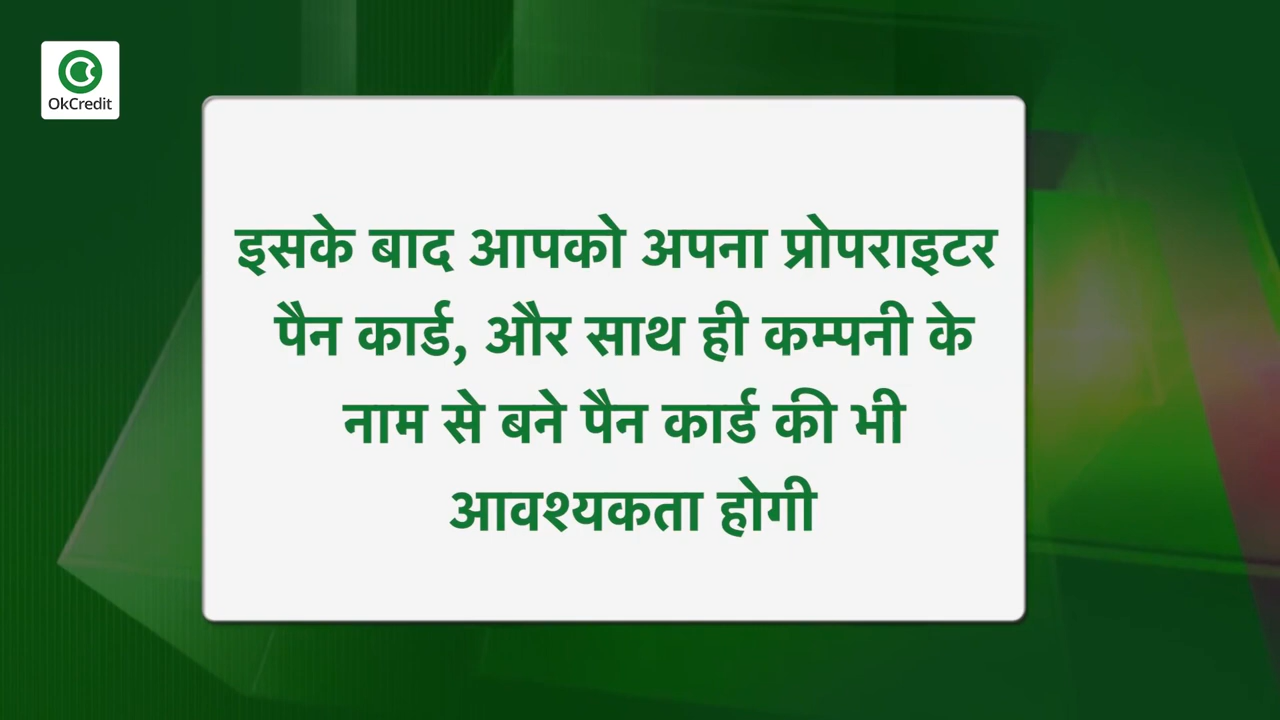 OkCredit
इसके बाद आपको अपना प्रोपराइटर
पैन कार्ड, और साथ ही कम्पनी के
नाम से बने पैन कार्ड की भी
आवश्यकता होगी